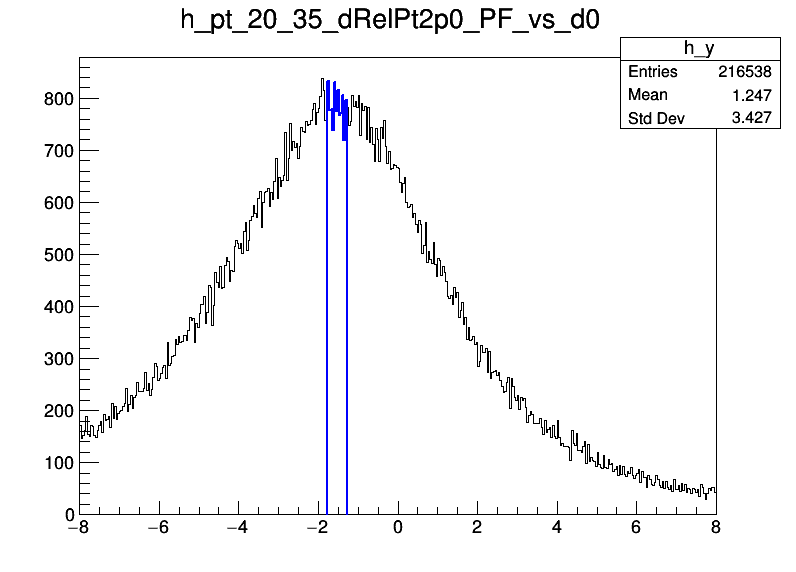 h_pt_20_35_dRelPt2p0_PF_vs_d0
h_y
Entries 216538
Mean 1.247
Std Dev 3.427
800
700
600
500
400
300
200
100
0
−8 −6 −4 −2 0 2 4 6 8